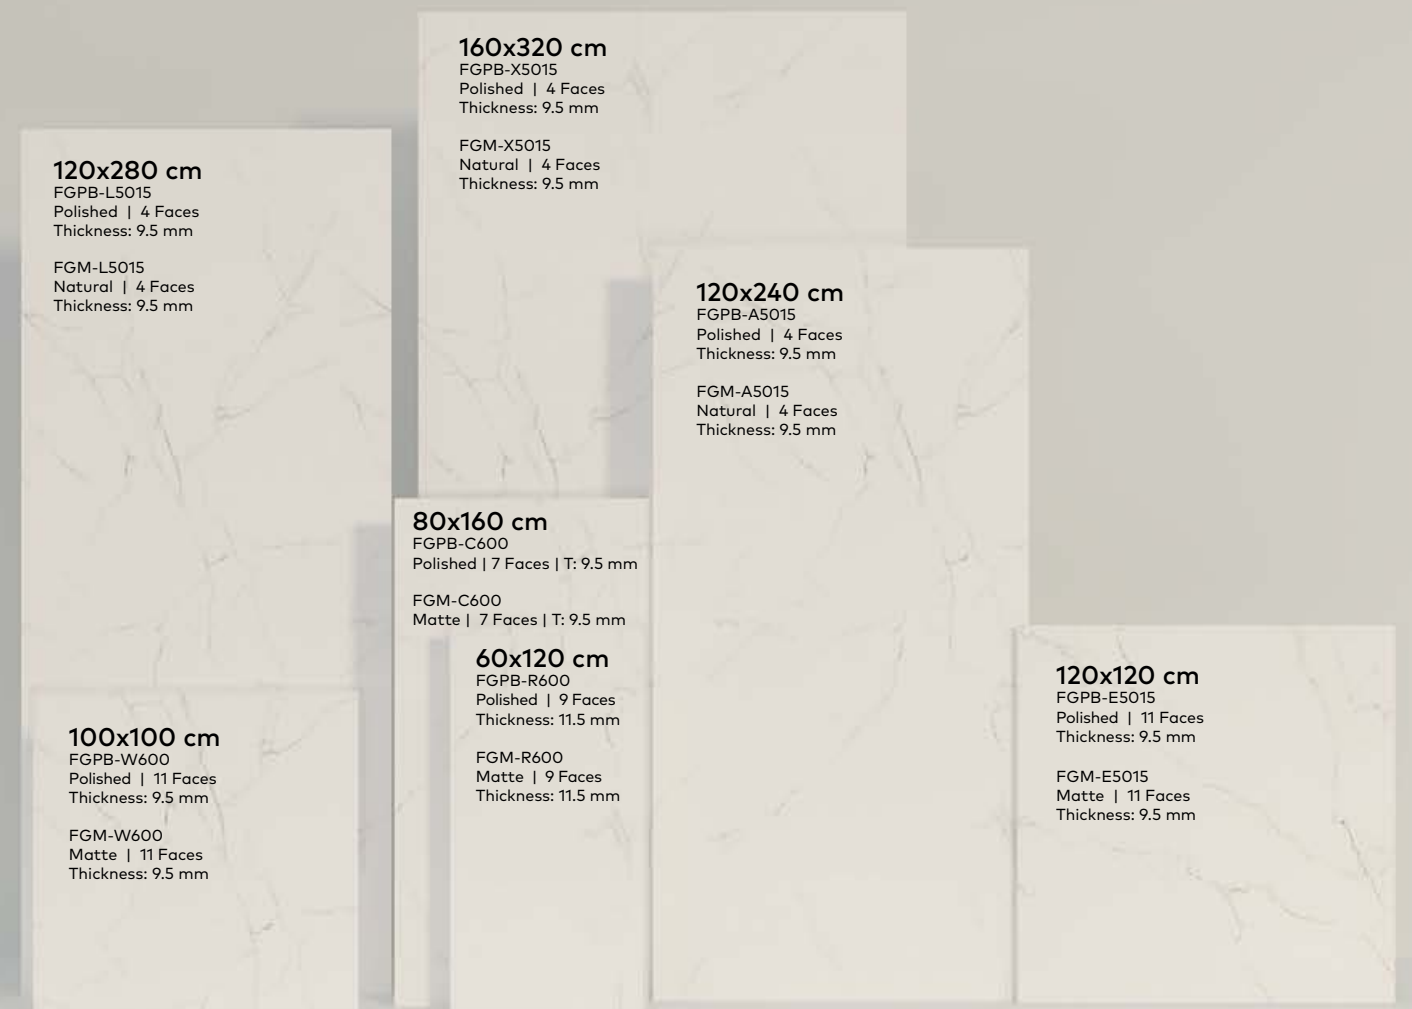 160x320 cm
FGPB-X5015
Polished | 4 Faces
Thickness: 9.5 mm
FGM-X5015
Natural | 4 Faces
Thickness: 9.5 mm
120x280 cm
FGPB-L5015
Polished | 4 Faces
Thickness: 9.5 mm
FGM-L5015
Natural | 4 Faces
Thickness: 9.5 mm
120x240 cm
FGPB-A5015
Polished | 4 Faces
Thickness: 9.5 mm
FGM-A5015
Natural | 4 Faces
Thickness: 9.5 mm
80x160 cm
FGPB-C600
Polished | 7 Faces | T: 9.5 mm
FGM-C600
Matte | 7 Faces | T: 9.5 mm
60x120 cm
FGPB-R600
Polished | 9 Faces
Thickness: 11.5 mm
FGM-R600
Matte | 9 Faces
Thickness: 11.5 mm
120x120 cm
FGPB-E5015
Polished | 11 Faces
Thickness: 9.5 mm
FGM-E5015
Matte | 11 Faces
Thickness: 9.5 mm
100x100 cm
FGPB-W600
Polished | 11 Faces
Thickness: 9.5 mm
FGM-W600
Matte | 11 Faces
Thickness: 9.5 mm